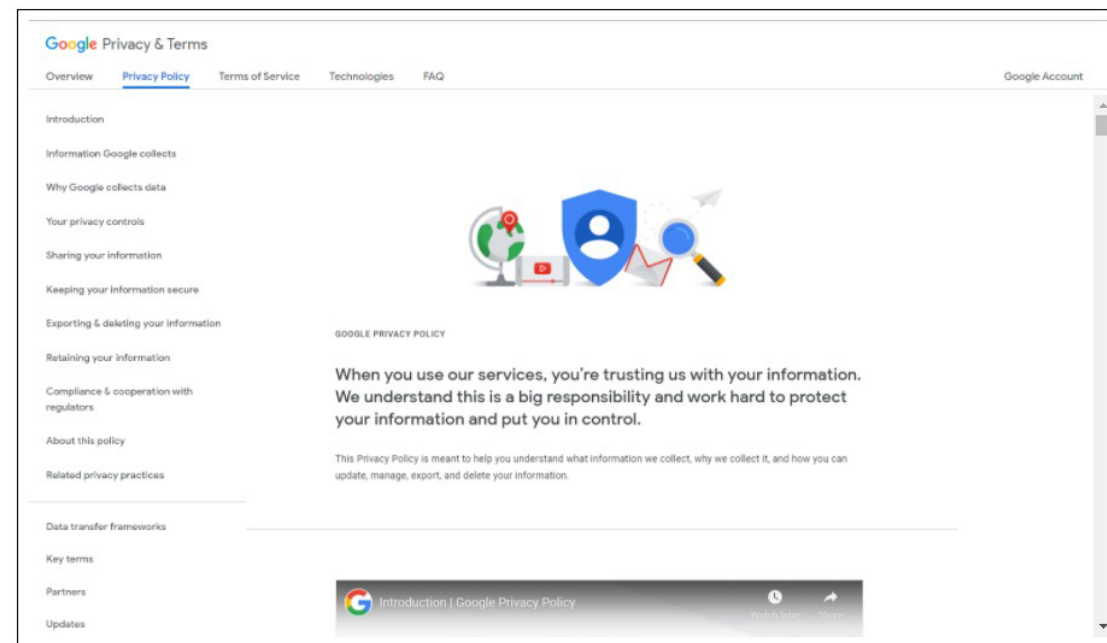 Google Privacy & Terms
Overview Privacy Policy Terms of Service Technologies FAQ Google Account
Introduction
Information Google collects
Why Google collects data
Your privacy controls
Sharing your information
Keeping your information secure
Exporting & deleting your information
Retaining your information
Compliance & cooperation with
regulators
About this policy
Related privacy practices
Data transfer frameworks
Key terms
Partners
Updates
GOOGLE PRIVACY POLICY
When you use our services, you're trusting us with your information.
We understand this is a big responsibility and work hard to protect
your information and put you in control.
This Privacy Policy is meant to help you understand what information we collect, why we collect it, and how you can
update, manage, export, and delete your information.
Introduction | Google Privacy Policy
Watch later Share